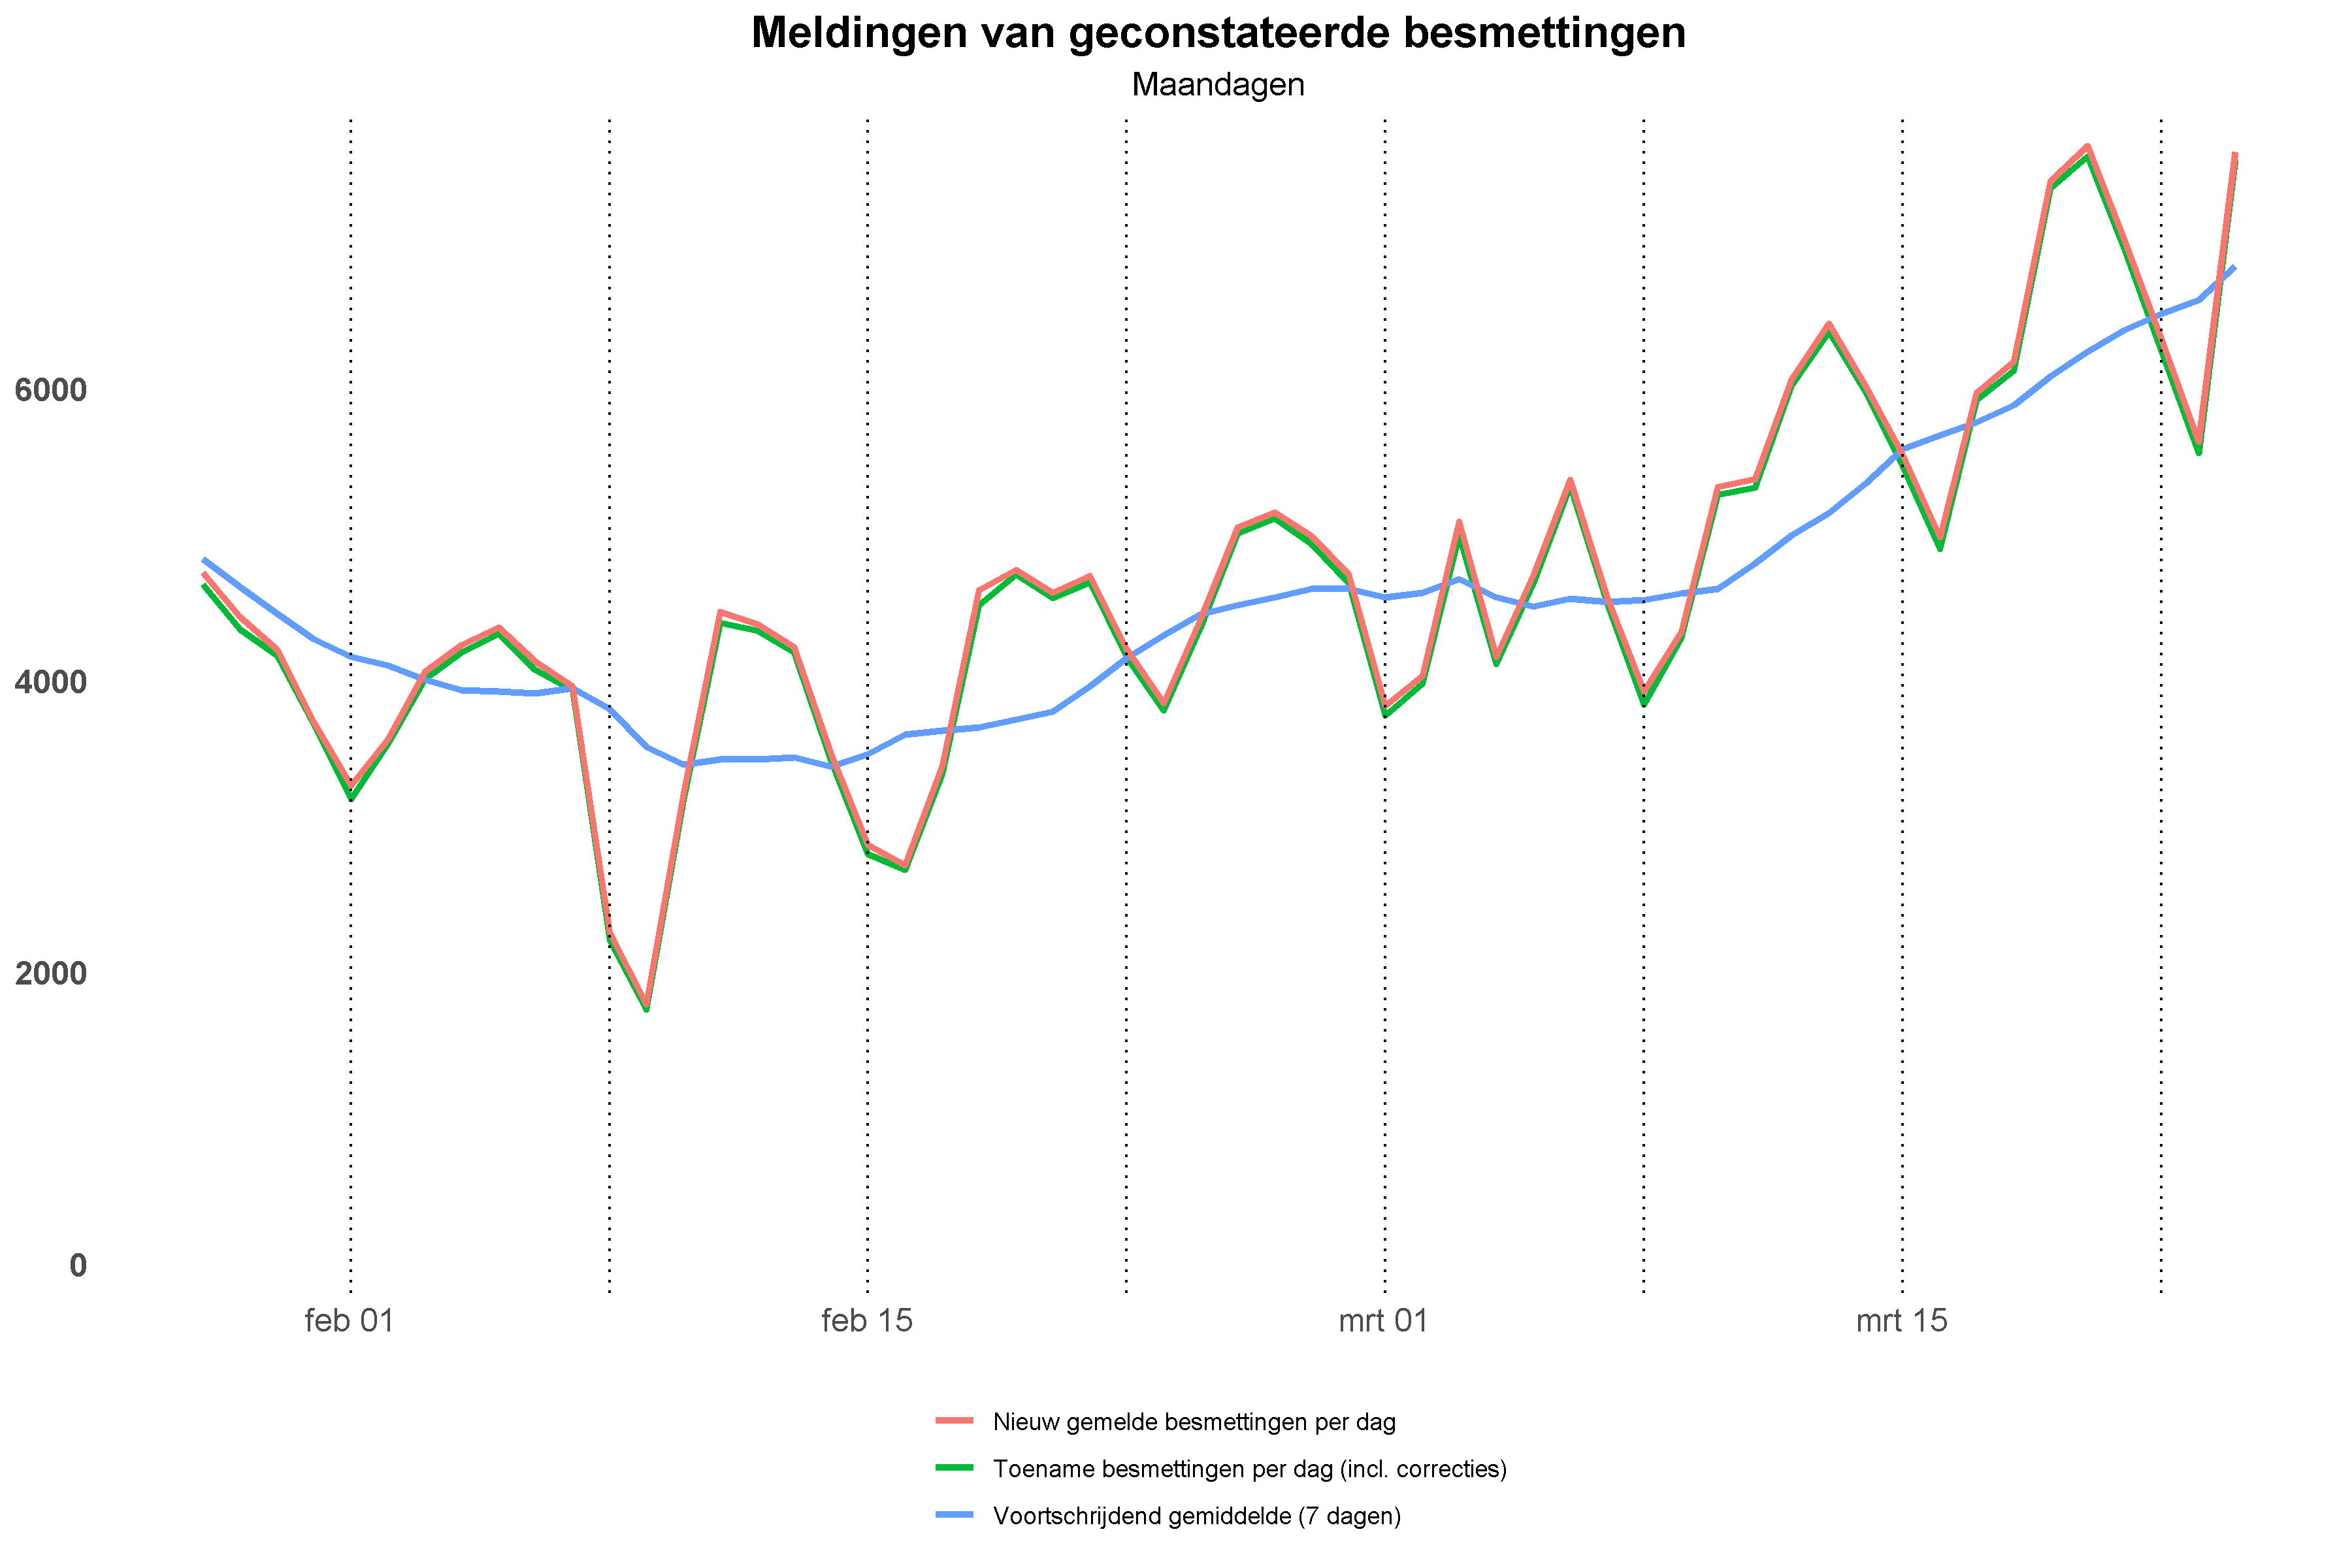 Meldingen van geconstateerde besmettingen
Maandagen
6000
4000
2000
0
feb 01
feb 15
mrt 01
mrt 15
Nieuw gemelde besmettingen per dag
Toename besmettingen per dag (incl. correcties)
Voortschrijdend gemiddelde (7 dagen)